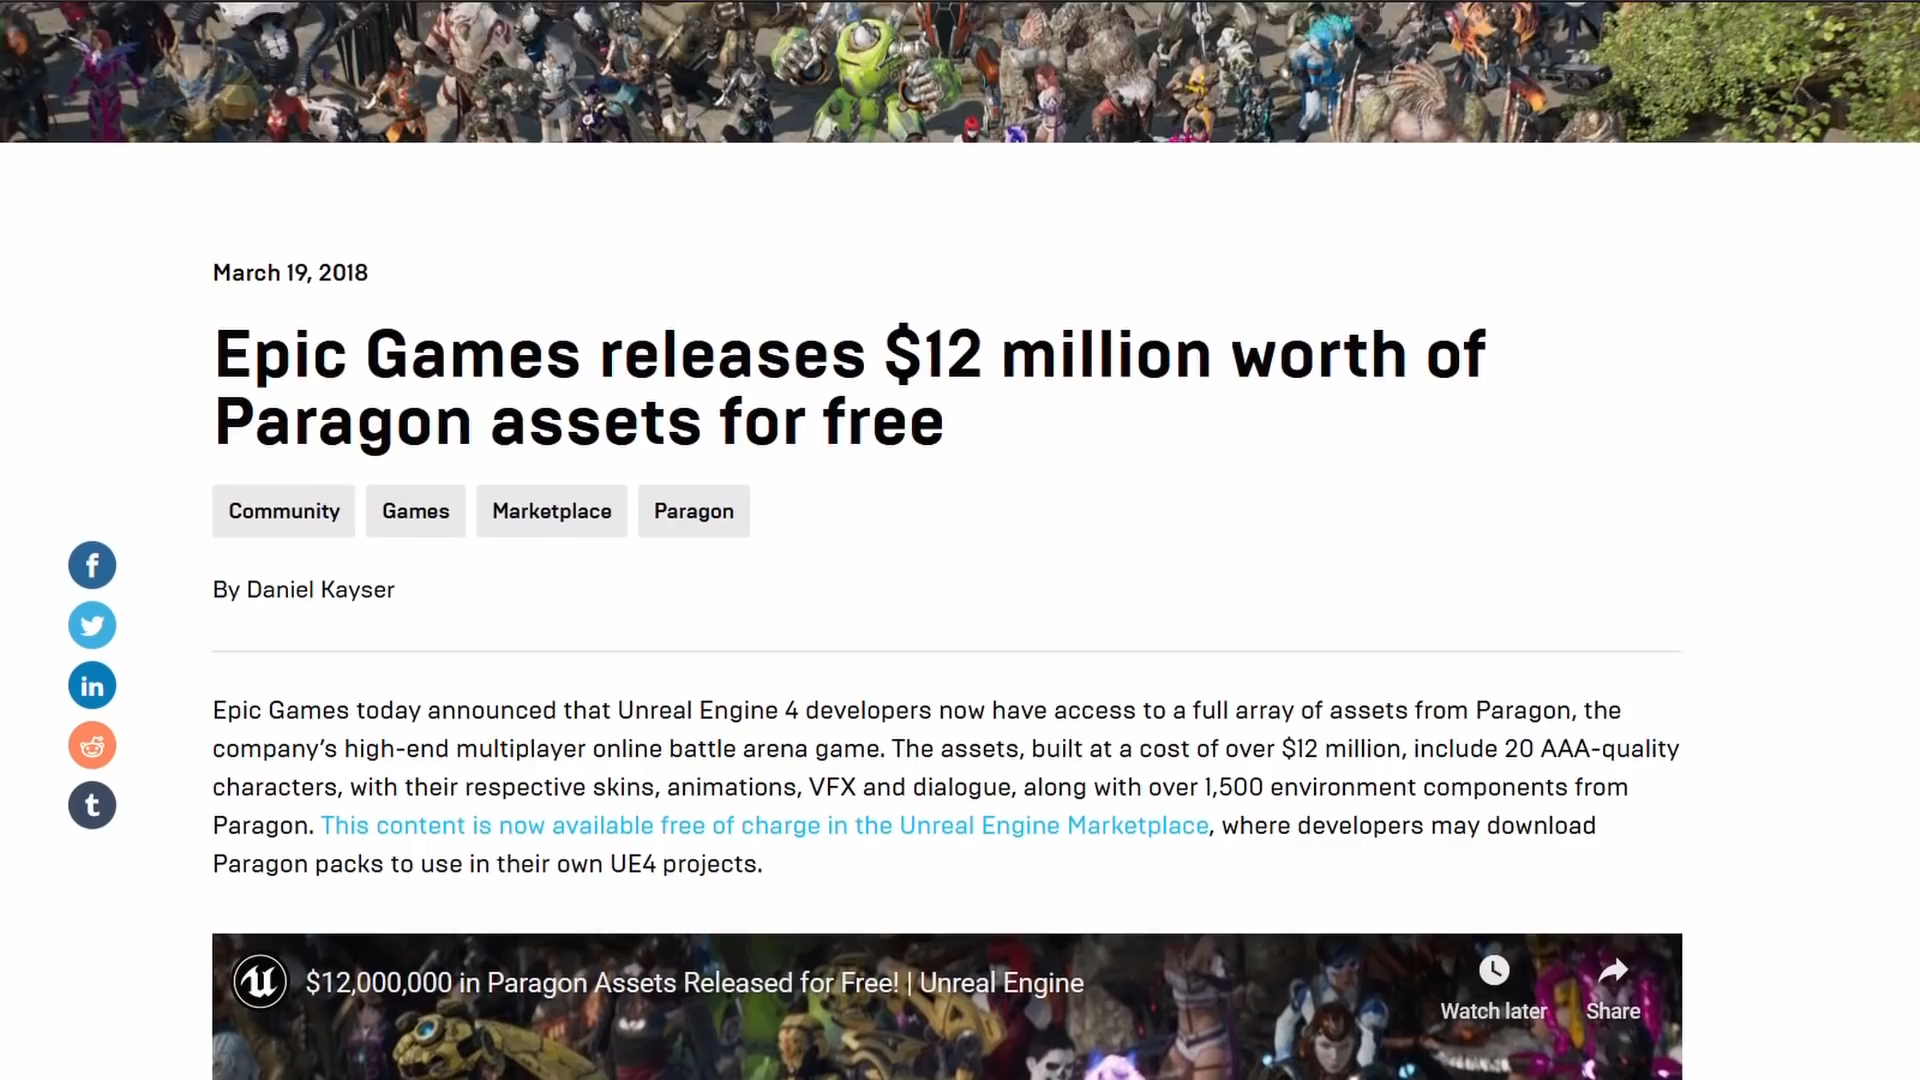 March 19, 2018
Epic Games releases $12 million worth of
Paragon assets for free
Community Games Marketplace Paragon
By Daniel Kayser
Epic Games today announced that Unreal Engine 4 developers now have access to a full array of assets from Paragon, the
company’s high-end multiplayer online battle arena game. The assets, built at a cost of over $12 million, include 20 AAA-quality
characters, with their respective skins, animations, VFX and dialogue, along with over 1,500 environment components from
Paragon. This content is now available free of charge in the Unreal Engine Marketplace, where developers may download
Paragon packs to use in their own UE4 projects.
$12,000,000 in Paragon Assets Released for Free! | Unreal Engine
Watch later Share